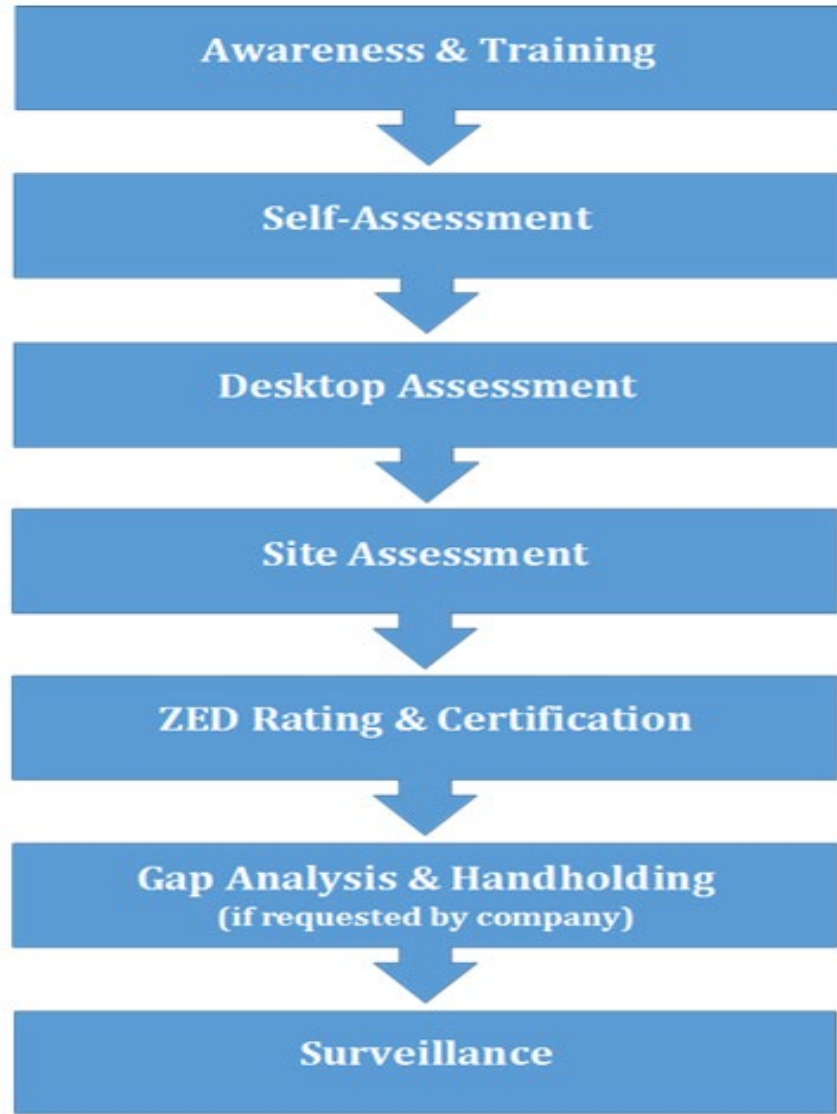 Awareness & Training
Self-Assessment
Desktop Assessment
Site Assessment
ZED Rating & Certification
Gap Analysis & Handholding
(if requested by company)
Surveillance